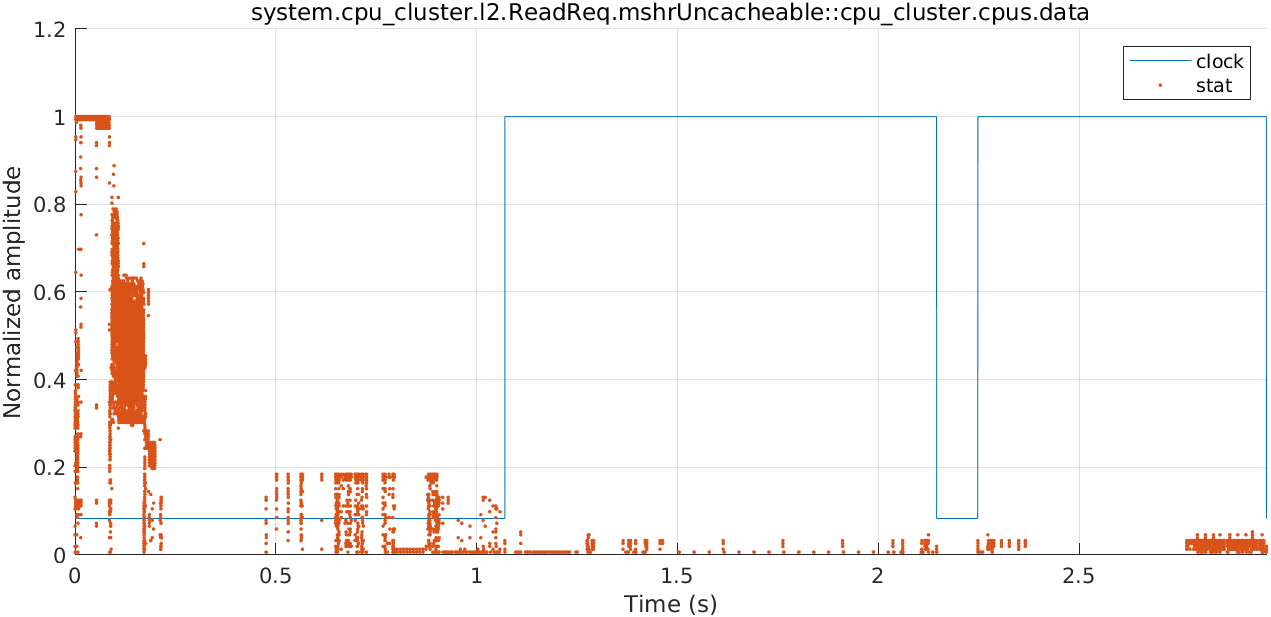 system.cpu_cluster.l2.ReadReq.mshrUncacheable::cpu_cluster.cpus.data
1.2
clock
stat
1
0.8
0.6
0.4
0.2
0
Normalized amplitude
0 0.5 1 1.5 2 2.5
Time (s)